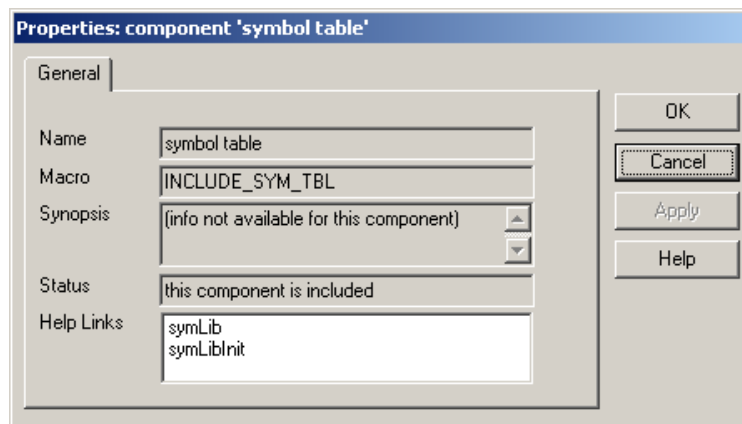 Properties: component 'symbol table'
General
Name
symbol table
Macro
INCLUDE_SYM_TBL
Synopsis
(info not available for this component)
Status
this component is included
Help Links
symLib
symLibInit
OK
Cancel
Apply
Help